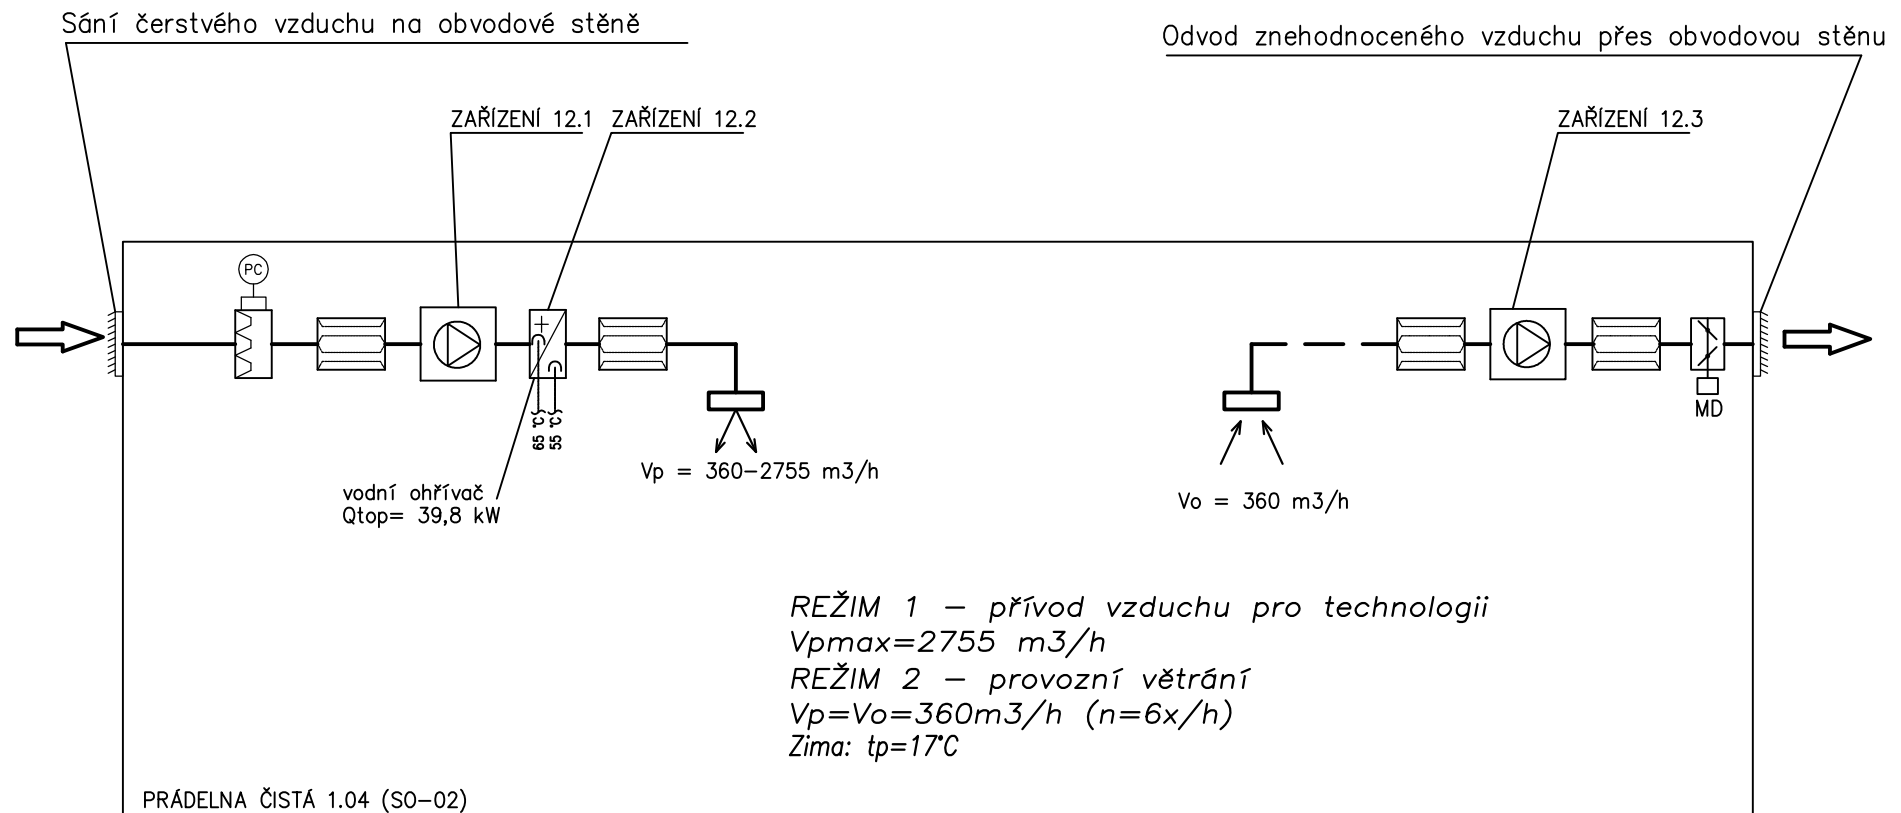 Sání čerstvého vzduchu na obvodové stěně
Odvod znehodnoceného vzduchu přes obvodovou stěnu
ZAŘÍZENÍ 12.1
ZAŘÍZENÍ 12.2
ZAŘÍZENÍ 12.3
PC
+
MD
65 °C
55 °C
Vp = 360-2755 m3/h
vodní ohřívač
Qtop= 39,8 kW
Vo = 360 m3/h
REŽIM 1 - přívod vzduchu pro technologii
Vpmax=2755 m3/h
REŽIM 2 - provozní větrání
Vp=Vo=360m3/h (n=6x/h)
Zima: tp=17°C
PRÁDELNA ČISTÁ 1.04 (SO-02)